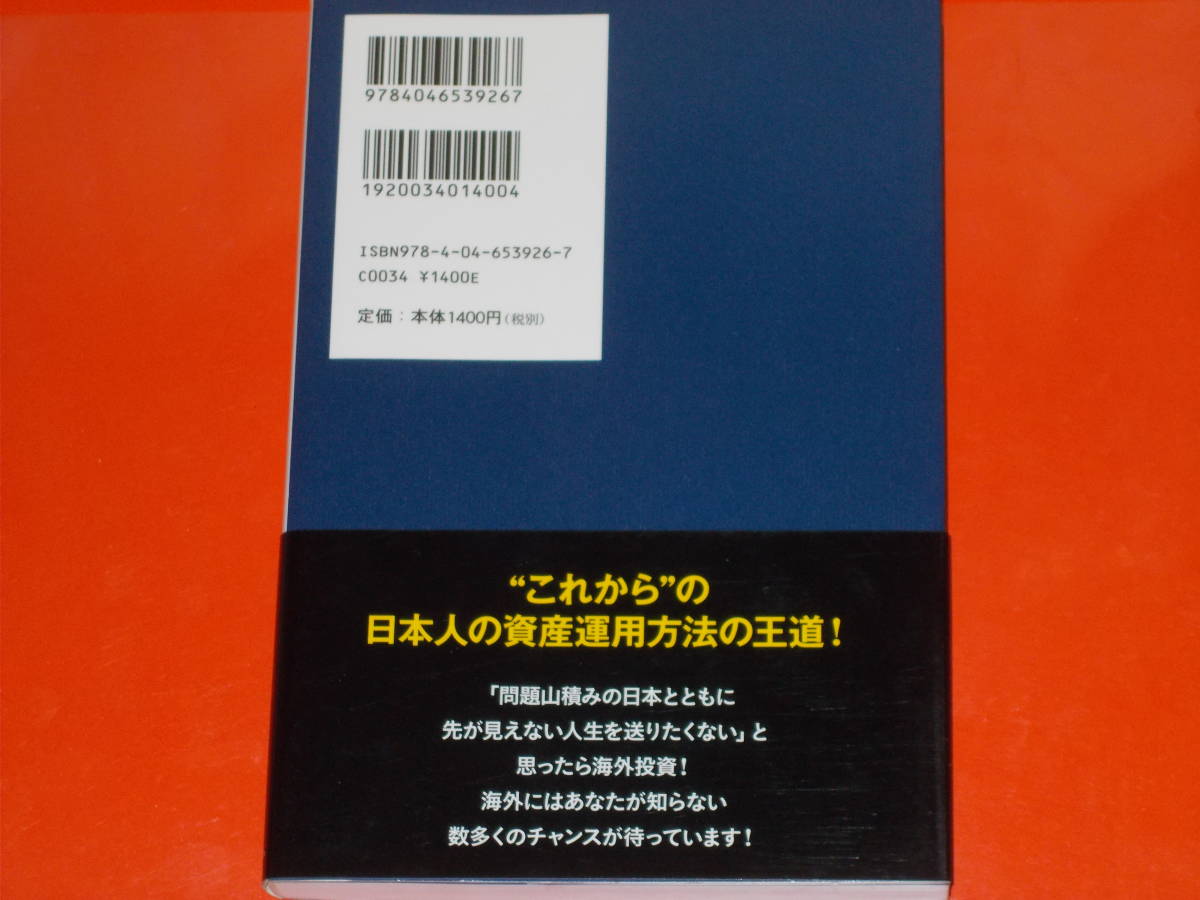 9784046539267
1920034014004
ISBN978-4-04-653926-7
C0034 ¥1400E
定価：本体1400円（税別）
“これから”の
日本人の資産運用方法の王道！
「問題山積みの日本とともに
先が見えない人生を送りたくない」と
思ったら海外投資！
海外にはあなたが知らない
数多くのチャンスが待っています！